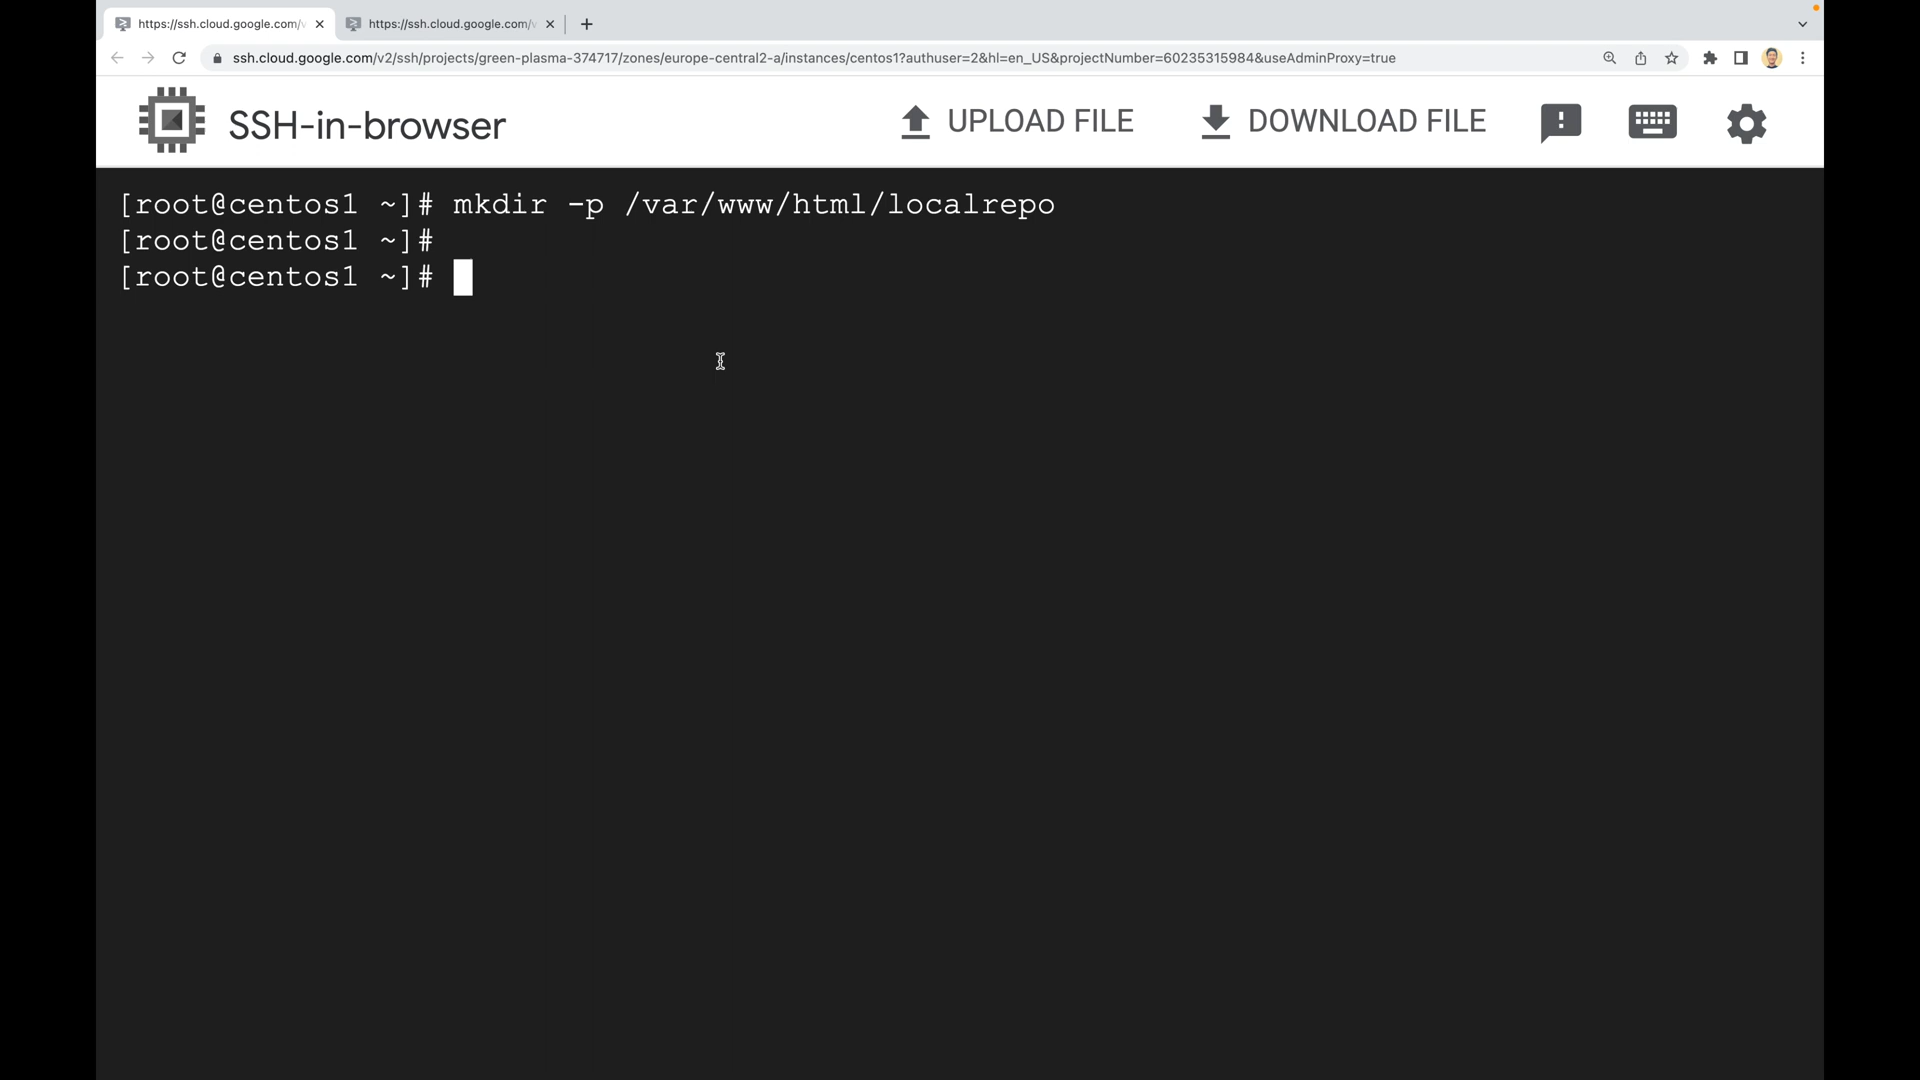 https://ssh.cloud.google.com/v
https://ssh.cloud.google.com/v
ssh.cloud.google.com/v2/ssh/projects/green-plasma-374717/zones/europe-central2-a/instances/centos1?authuser=2&hl=en_US&projectNumber=60235315984&useAdminProxy=true
SSH-in-browser
UPLOAD FILE
DOWNLOAD FILE
[root@centos1 ~]# mkdir -p /var/www/html/localrepo
[root@centos1 ~]#
[root@centos1 ~]#